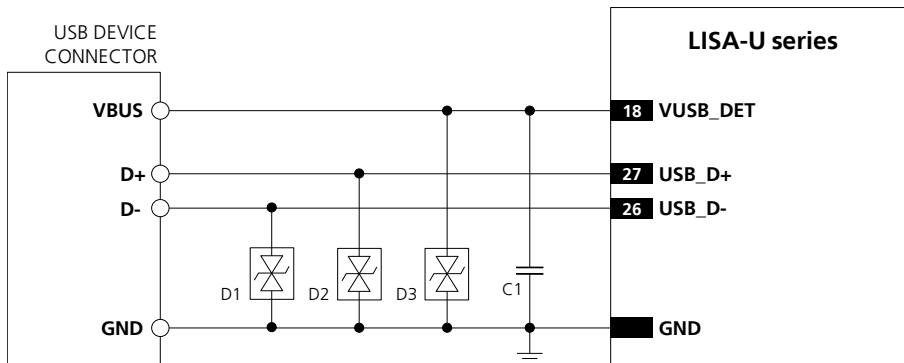 USB DEVICE
CONNECTOR
LISA-U series
VBUS
18 VUSB_DET
D+
27 USB_D+
D-
26 USB_D-
D1
D2
D3
C1
GND
GND